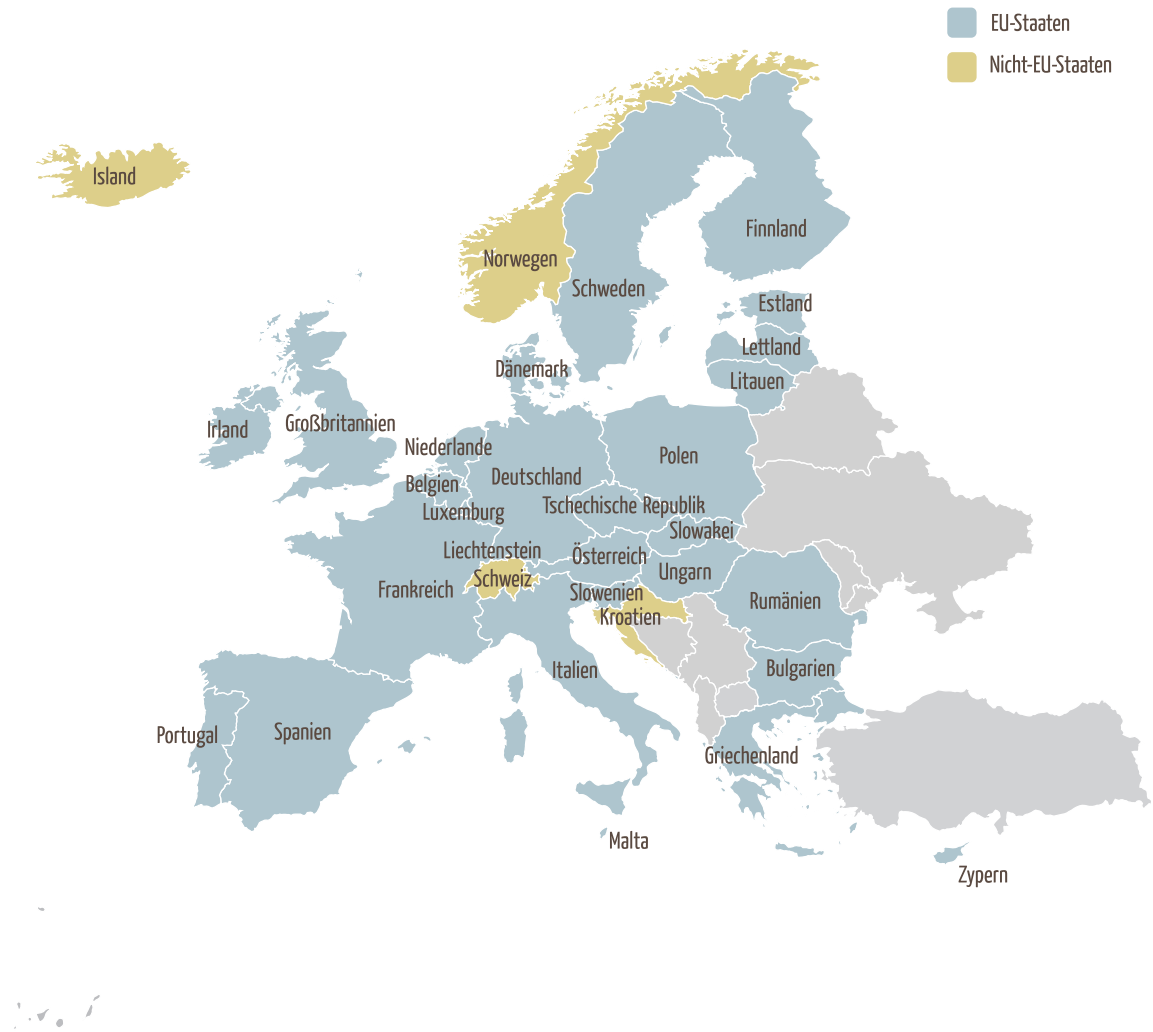 EU-Staaten
Nicht-EU-Staaten
Island
Finnland
Norwegen
Schweden
Estland
Lettland
Dänemark
Litauen
Großbritannien
Irland
Niederlande
Polen
Deutschland
Belgien
Tschechische Republik
Luxemburg
Slowakei
Liechtenstein
Österreich
Schweiz
Ungarn
Frankreich
Slowenien
Rumänien
Kroatien
Italien
Bulgarien
Spanien
Portugal
Griechenland
Malta
Zypern